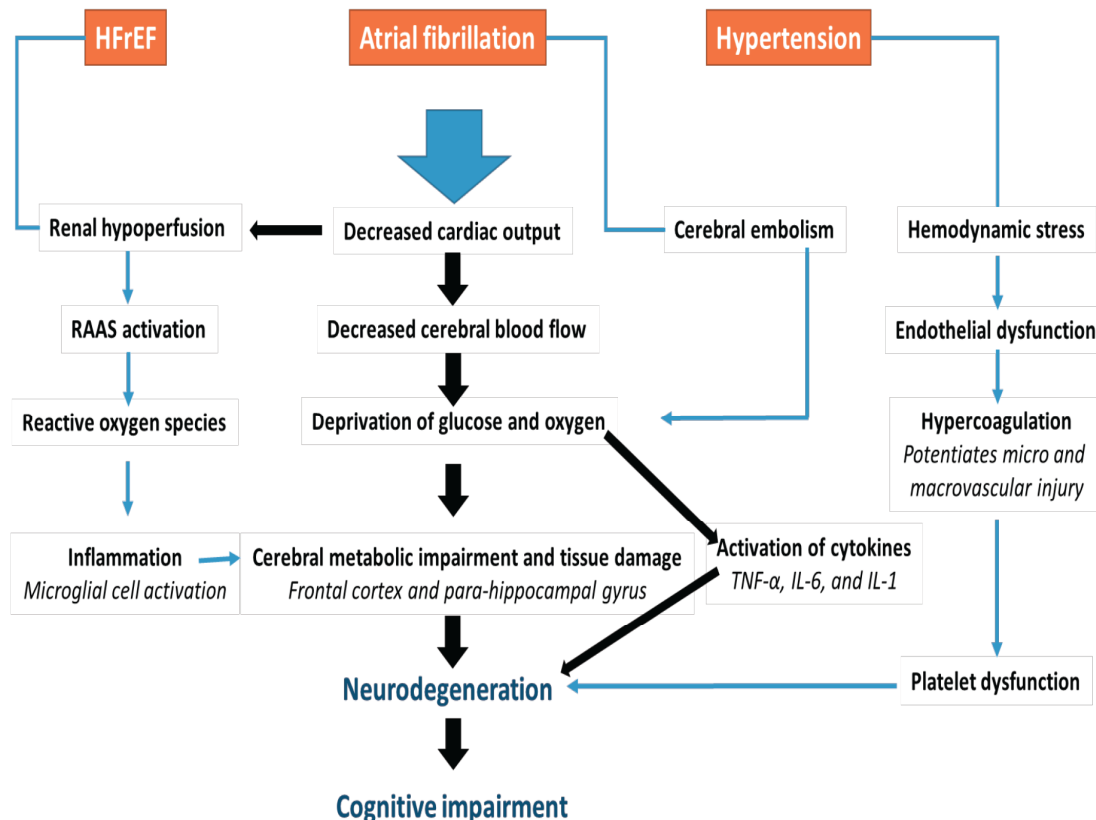 HFrEF
Atrial fibrillation
Hypertension
Renal hypoperfusion
Decreased cardiac output
Cerebral embolism
Hemodynamic stress
RAAS activation
Decreased cerebral blood flow
Endothelial dysfunction
Reactive oxygen species
Deprivation of glucose and oxygen
Hypercoagulation
Potentiates micro and
macrovascular injury
Inflammation
Microglial cell activation
Cerebral metabolic impairment and tissue damage
Frontal cortex and para-hippocampal gyrus
Activation of cytokines
TNF-α, IL-6, and IL-1
Neurodegeneration
Platelet dysfunction
Cognitive impairment